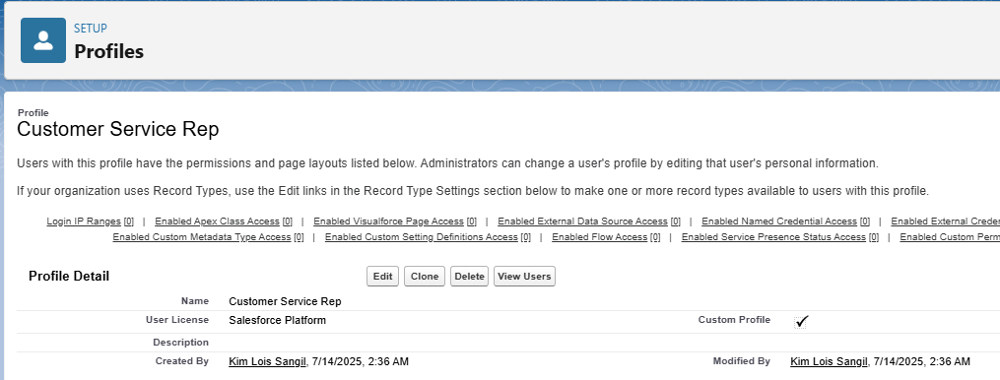 SETUP
Profiles
Profile
Customer Service Rep
Users with this profile have the permissions and page layouts listed below. Administrators can change a user's profile by editing that user's personal information.
If your organization uses Record Types, use the Edit links in the Record Type Settings section below to make one or more record types available to users with this profile.
Login IP Ranges [0] | Enabled Apex Class Access [0] | Enabled Visualforce Page Access [0] | Enabled External Data Source Access [0] | Enabled Named Credential Access [0] | Enabled External Crede
Enabled Custom Metadata Type Access [0] | Enabled Custom Setting Definitions Access [0] | Enabled Flow Access [0] | Enabled Service Presence Status Access [0] | Enabled Custom Perm
Profile Detail Edit Clone Delete View Users
Name Customer Service Rep
User License Salesforce Platform Custom Profile ✓
Description
Created By Kim Lois Sangil, 7/14/2025, 2:36 AM Modified By Kim Lois Sangil, 7/14/2025, 2:36 AM